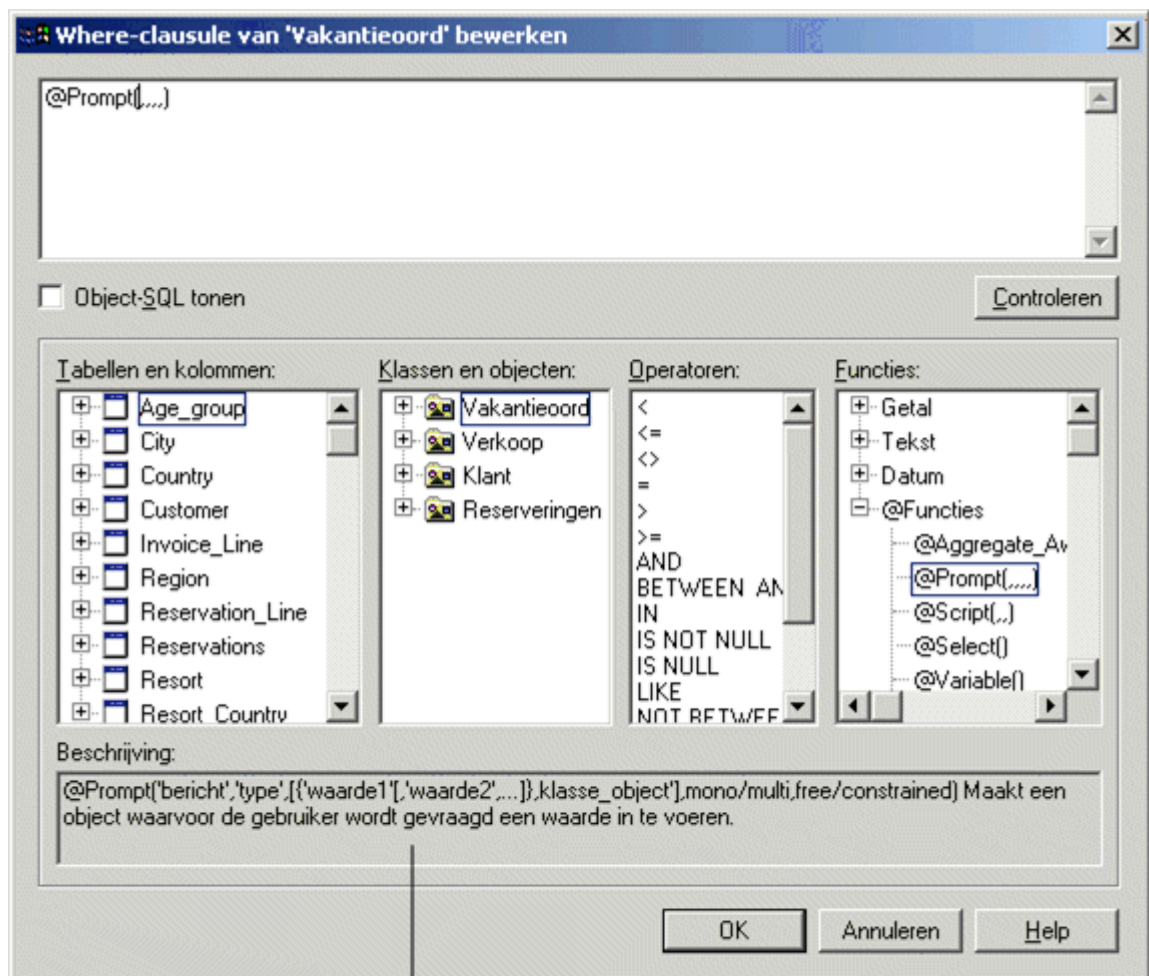 Where-clausule van 'Vakantieoord' bewerken
@Prompt(,,,,)
Object-SQL tonen
Controleren
Tabellen en kolommen:
Age_group
City
Country
Customer
Invoice_Line
Region
Reservation_Line
Reservations
Resort
Resort_Country
Klassen en objecten:
Vakantieoord
Verkoop
Klant
Reserveringen
Operatoren:
<
<=
<>
=
>
>=
AND
BETWEEN AN
IN
IS NOT NULL
IS NULL
LIKE
NOT BETWEE
Functies:
Getal
Tekst
Datum
@Functies
@Aggregate_Aw
@Prompt(,,,,)
@Script(,,)
@Select()
@Variable()
Beschrijving:
@Prompt('bericht','type',[{'waarde1'[,'waarde2',...]},klasse_object'],mono/multi,free/constrained) Maakt een
object waarvoor de gebruiker wordt gevraagd een waarde in te voeren.
OK
Annuleren
Help